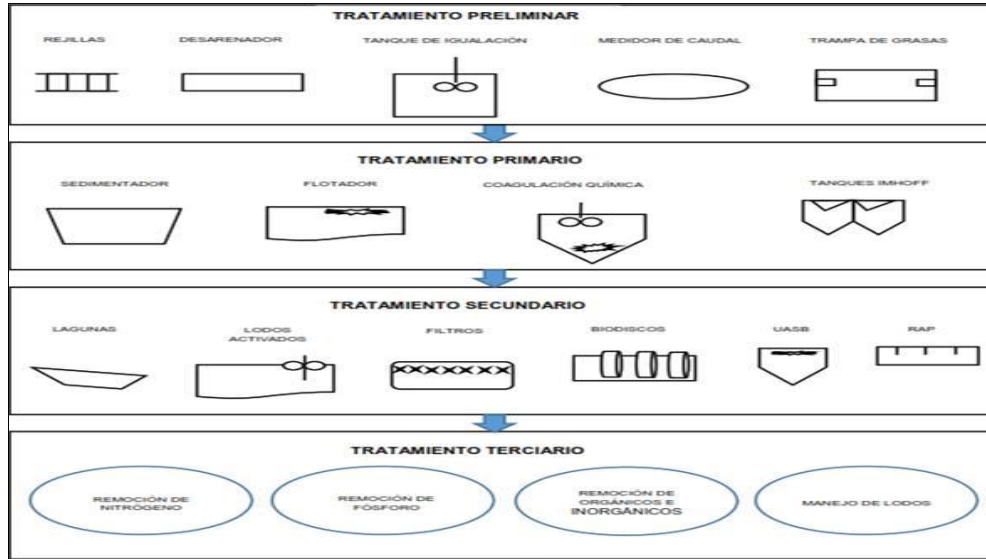 TRATAMIENTO PRELIMINAR
REJILLAS
DESARENADOR
TANQUE DE IGUALACIÓN
MEDIDOR DE CAUDAL
TRAMPA DE GRASAS
TRATAMIENTO PRIMARIO
SEDIMENTADOR
FLOTADOR
COAGULACIÓN QUÍMICA
TANQUES IMHOFF
TRATAMIENTO SECUNDARIO
LAGUNAS
LODOS
ACTIVADOS
FILTROS
BIODISCOS
UASB
RAP
TRATAMIENTO TERCIARIO
REMOCIÓN DE
NITRÓGENO
REMOCIÓN DE
FÓSFORO
REMOCIÓN DE
ORGÁNICOS E
INORGÁNICOS
MANEJO DE LODOS